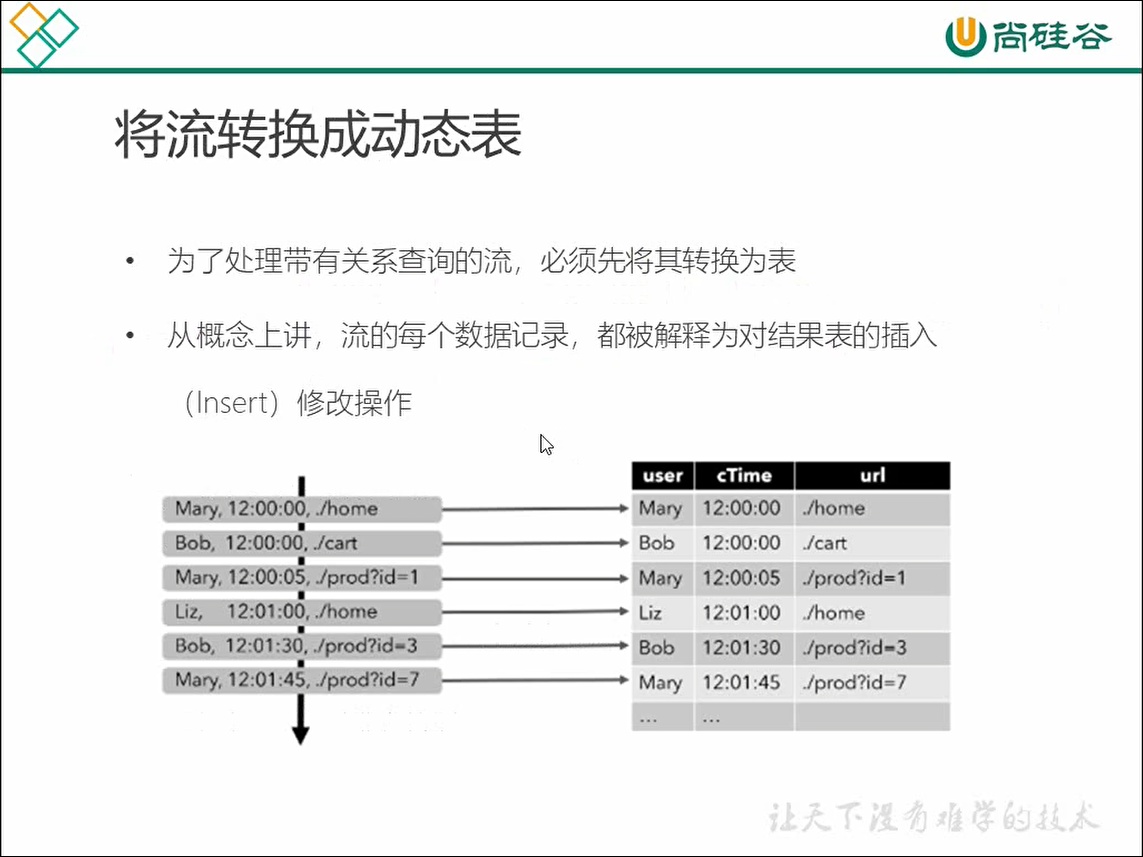 尚硅谷
将流转换成动态表
• 为了处理带有关系查询的流，必须先将其转换为表
• 从概念上讲，流的每个数据记录，都被解释为对结果表的插入
（Insert）修改操作
Mary, 12:00:00, ./home
Bob, 12:00:00, ./cart
Mary, 12:00:05, ./prod?id=1
Liz, 12:01:00, ./home
Bob, 12:01:30, ./prod?id=3
Mary, 12:01:45, ./prod?id=7
user cTime url
Mary 12:00:00 ./home
Bob 12:00:00 ./cart
Mary 12:00:05 ./prod?id=1
Liz 12:01:00 ./home
Bob 12:01:30 ./prod?id=3
Mary 12:01:45 ./prod?id=7
... ...
让天下没有难学的技术